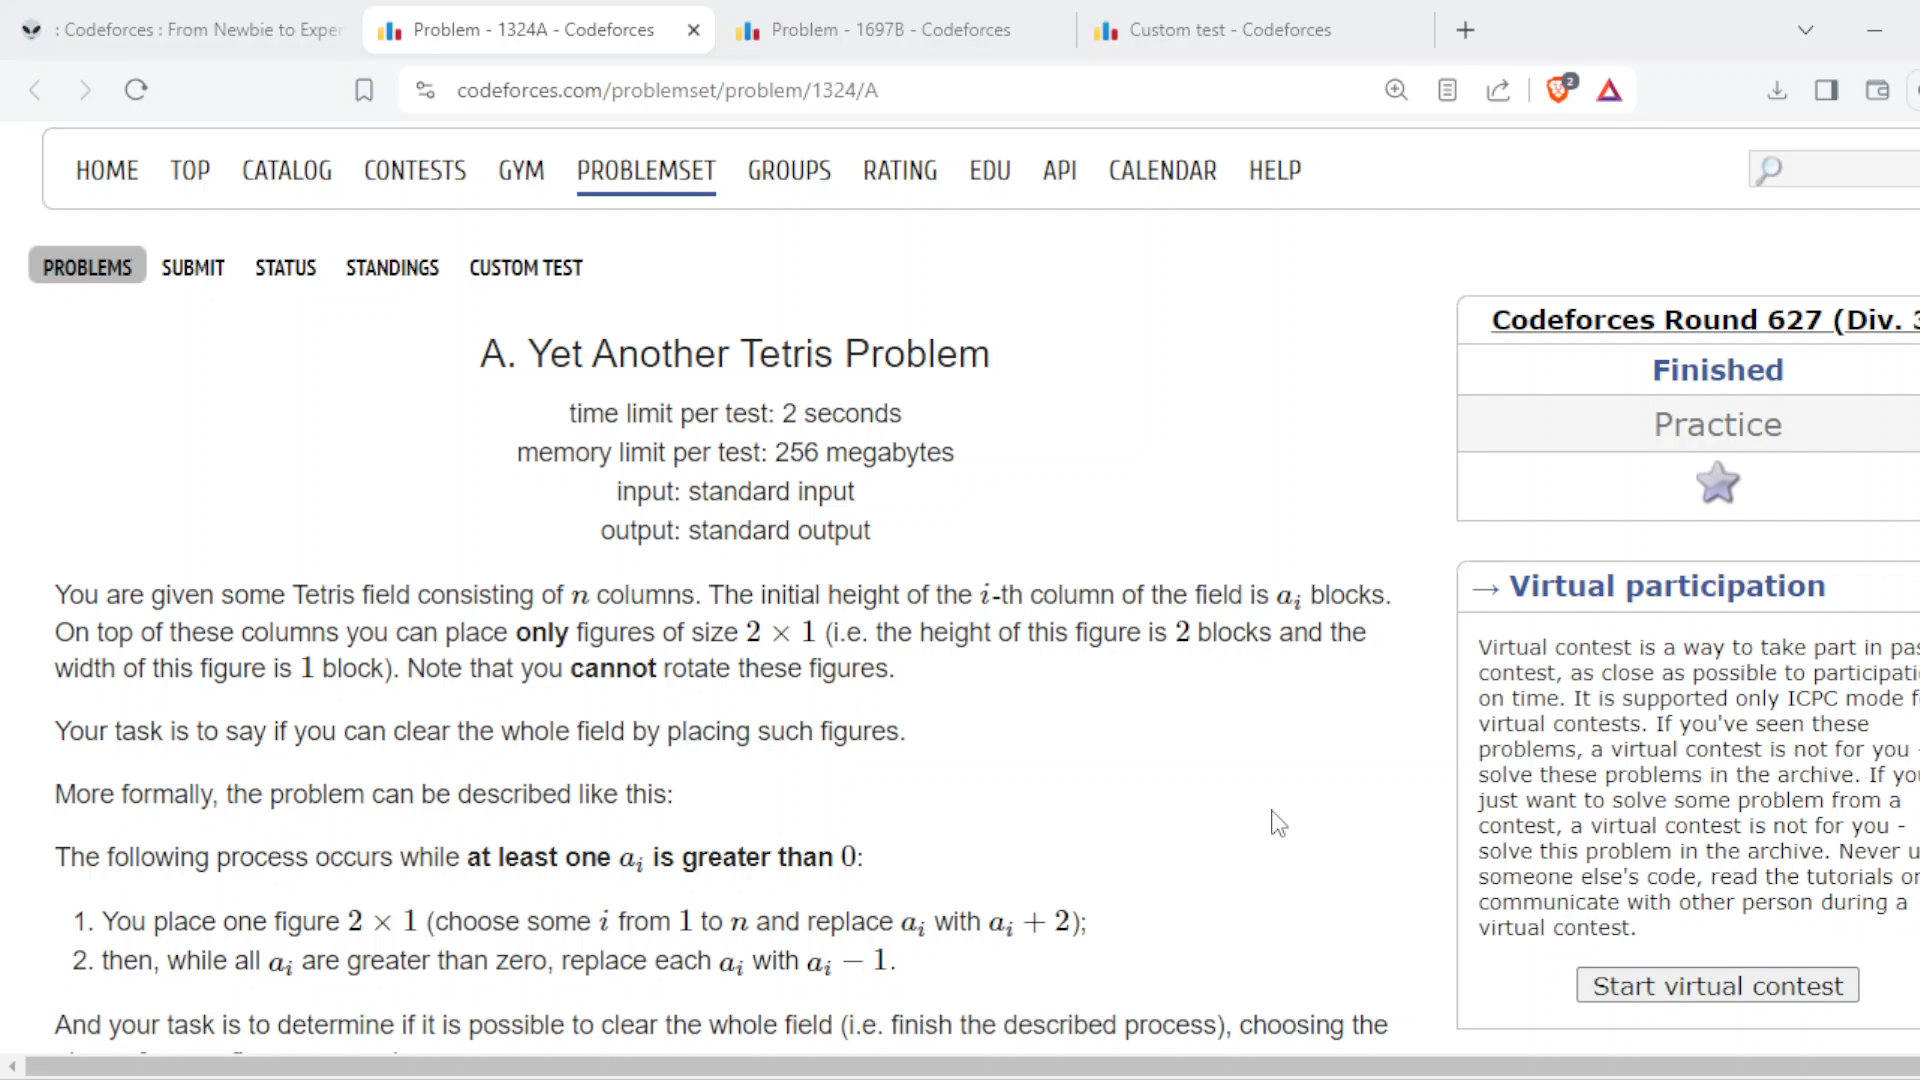 : Codeforces : From Newbie to Exper
Problem - 1324A - Codeforces
Problem - 1697B - Codeforces
Custom test - Codeforces
codeforces.com/problemset/problem/1324/A
2
HOME TOP CATALOG CONTESTS GYM PROBLEMSET GROUPS RATING EDU API CALENDAR HELP
PROBLEMS SUBMIT STATUS STANDINGS CUSTOM TEST
A. Yet Another Tetris Problem
time limit per test: 2 seconds
memory limit per test: 256 megabytes
input: standard input
output: standard output
You are given some Tetris field consisting of n columns. The initial height of the i-th column of the field is a_i blocks.
On top of these columns you can place only figures of size 2 × 1 (i.e. the height of this figure is 2 blocks and the
width of this figure is 1 block). Note that you cannot rotate these figures.
Your task is to say if you can clear the whole field by placing such figures.
More formally, the problem can be described like this:
The following process occurs while at least one a_i is greater than 0:
1. You place one figure 2 × 1 (choose some i from 1 to n and replace a_i with a_i + 2);
2. then, while all a_i are greater than zero, replace each a_i with a_i − 1.
And your task is to determine if it is possible to clear the whole field (i.e. finish the described process), choosing the
Codeforces Round 627 (Div. 3
Finished
Practice
→ Virtual participation
Virtual contest is a way to take part in pas
contest, as close as possible to participati
on time. It is supported only ICPC mode f
virtual contests. If you've seen these
problems, a virtual contest is not for you -
solve these problems in the archive. If you
just want to solve some problem from a
contest, a virtual contest is not for you -
solve this problem in the archive. Never u
someone else's code, read the tutorials or
communicate with other person during a
virtual contest.
Start virtual contest